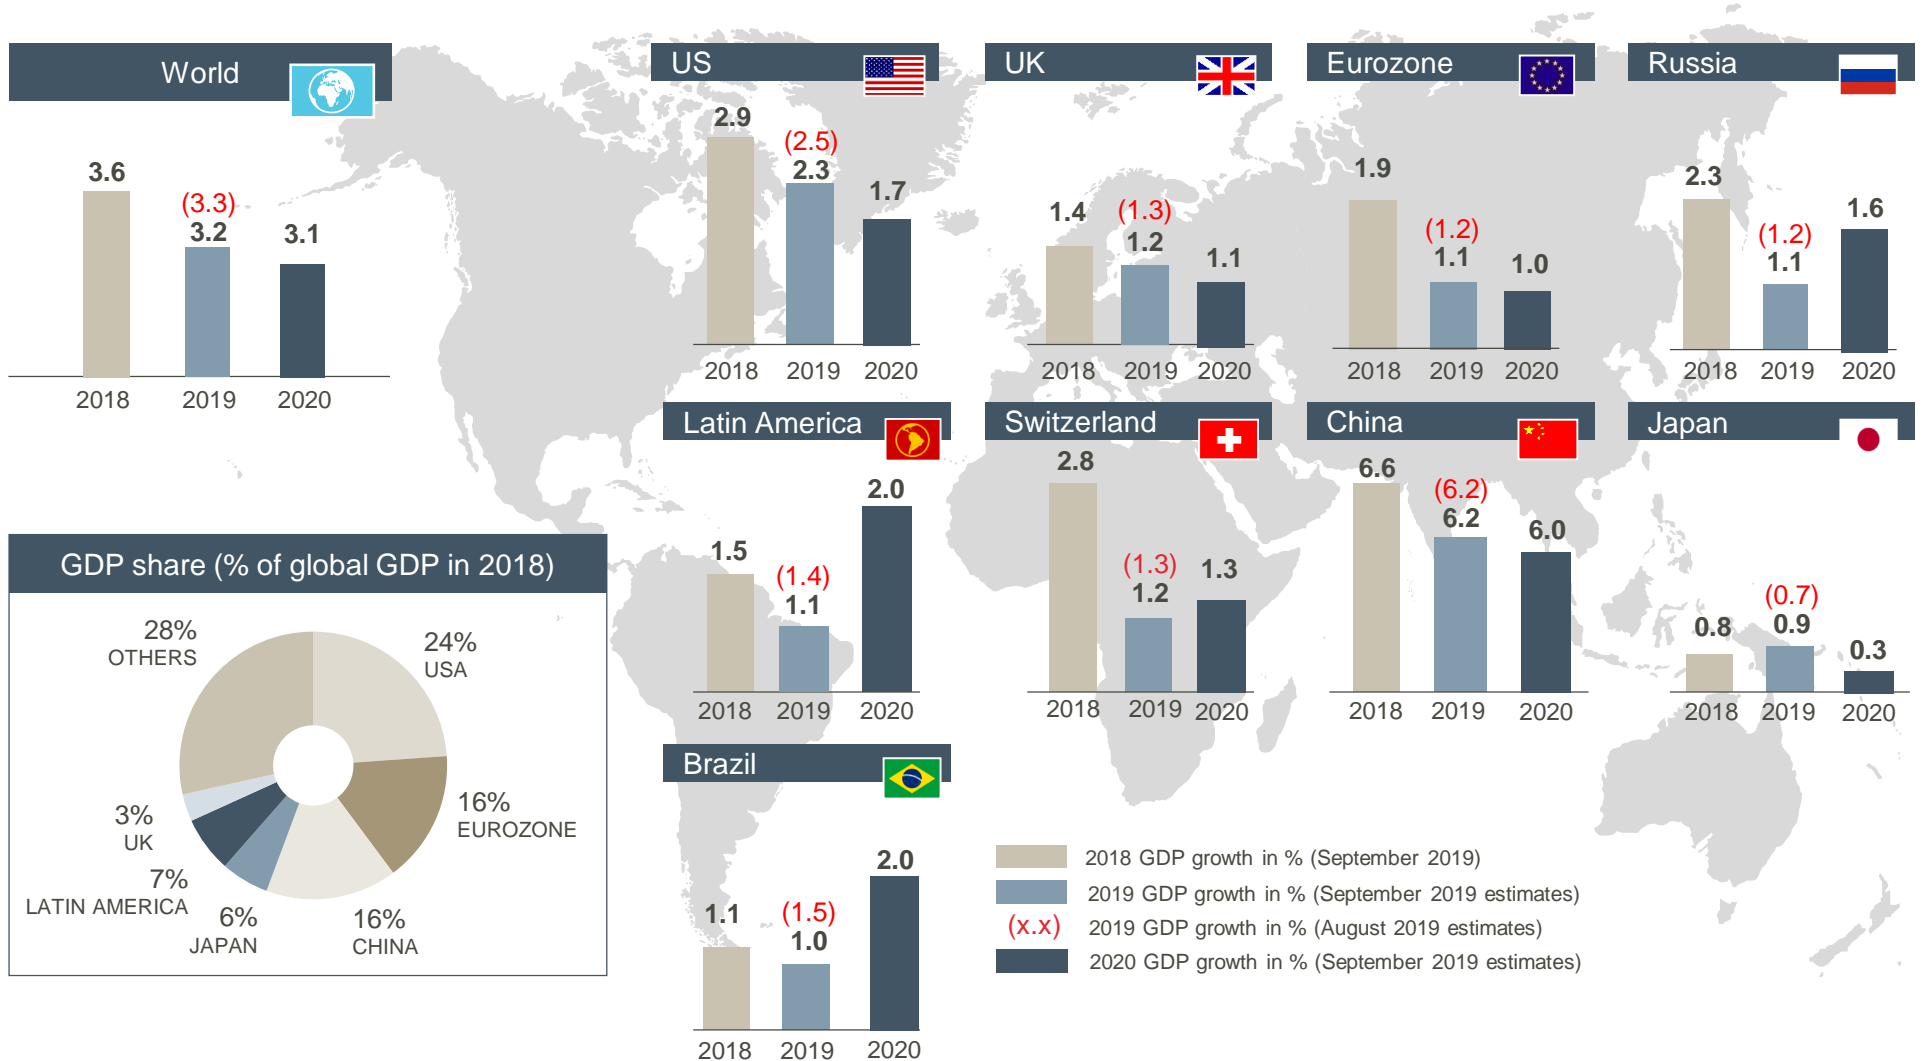 World
3.6
(3.3)
3.2
3.1
2018 2019 2020
US
2.9
(2.5)
2.3
1.7
2018 2019 2020
UK
1.4
(1.3)
1.2
1.1
2018 2019 2020
Eurozone
1.9
(1.2)
1.1
1.0
2018 2019 2020
Russia
2.3
(1.2)
1.1
1.6
2018 2019 2020
Latin America
1.5
(1.4)
1.1
2.0
2018 2019 2020
Switzerland
2.8
(1.3)
1.2
1.3
2018 2019 2020
China
6.6
(6.2)
6.2
6.0
2018 2019 2020
Japan
0.8
(0.7)
0.9
0.3
2018 2019 2020
GDP share (% of global GDP in 2018)
28%
OTHERS
24%
USA
16%
EUROZONE
16%
CHINA
6%
JAPAN
7%
LATIN AMERICA
3%
UK
Brazil
1.1
(1.5)
1.0
2.0
2018 2019 2020
2018 GDP growth in % (September 2019)
2019 GDP growth in % (September 2019 estimates)
(x.x) 2019 GDP growth in % (August 2019 estimates)
2020 GDP growth in % (September 2019 estimates)